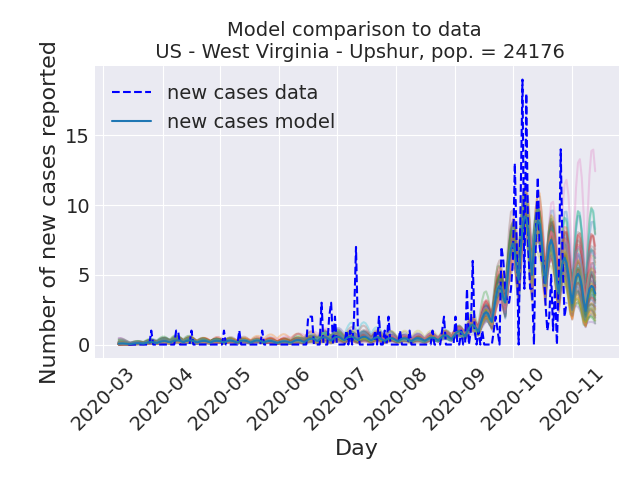 Model comparison to data
US - West Virginia - Upshur, pop. = 24176
new cases data
new cases model
Number of new cases reported
15
10
5
0
2020-03
2020-04
2020-05
2020-06
2020-07
2020-08
2020-09
2020-10
2020-11
Day